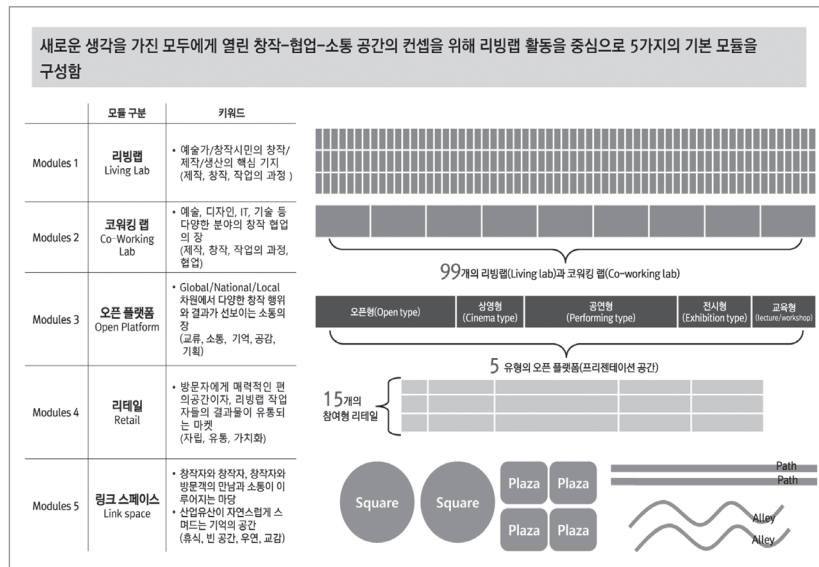 새로운 생각을 가진 모두에게 열린 창작-협업-소통 공간의 컨셉을 위해 리빙랩 활동을 중심으로 5가지의 기본 모듈을
구성함
모듈 구분
키워드
Modules 1
리빙랩
Living Lab
• 예술가/창작시민의 창작/
제작/생산의 핵심 기지
(제작, 창작, 작업의 과정 )
Modules 2
코워킹 랩
Co-Working
Lab
• 예술, 디자인, IT, 기술 등
다양한 분야의 창작 협업
의 장
(제작, 창작, 작업의 과정,
협업)
99개의 리빙랩(Living lab)과 코워킹 랩(Co-working lab)
Modules 3
오픈 플랫폼
Open Platform
• Global/National/Local
차원에서 다양한 창작 행위
와 결과가 선보이는 소통의
장
(교류, 소통, 기억, 공감,
기획)
오픈형(Open type)
상영형
(Cinema type)
공연형
(Performing type)
전시형
(Exhibition type)
교육형
(lecture/workshop)
5 유형의 오픈 플랫폼(프리젠테이션 공간)
Modules 4
리테일
Retail
• 방문자에게 매력적인 편
의공간이자, 리빙랩 작업
자들의 결과물이 유통되
는 마켓
(자립, 유통, 가치화)
15개의
참여형 리테일
Modules 5
링크 스페이스
Link space
• 창작자와 창작자, 창작자와
방문객의 만남과 소통이 이
루어지는 마당
• 산업유산이 자연스럽게 스
며드는 기억의 공간
(휴식, 빈 공간, 우연, 교감)
Square
Square
Plaza
Plaza
Plaza
Plaza
Path
Path
Alley
Alley